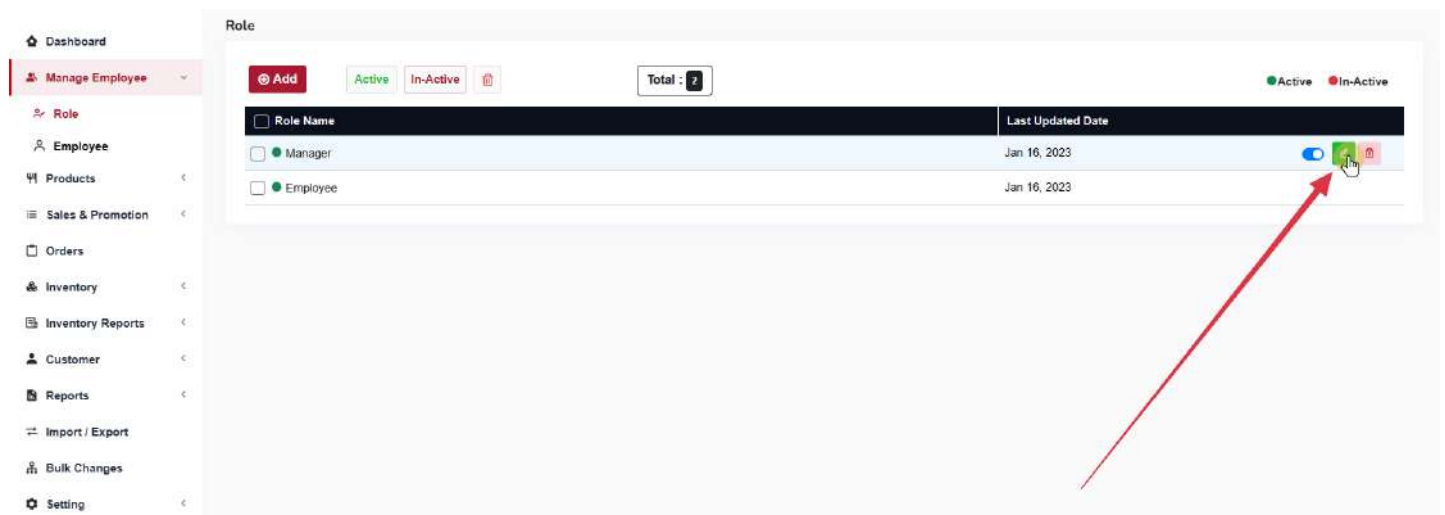 Role
Dashboard
Manage Employee
Add Active In-Active Total : 2 Active In-Active
Role
Role Name Last Updated Date
Employee
Manager Jan 16, 2023
Products
Employee Jan 16, 2023
Sales & Promotion
Orders
Inventory
Inventory Reports
Customer
Reports
Import / Export
Bulk Changes
Setting